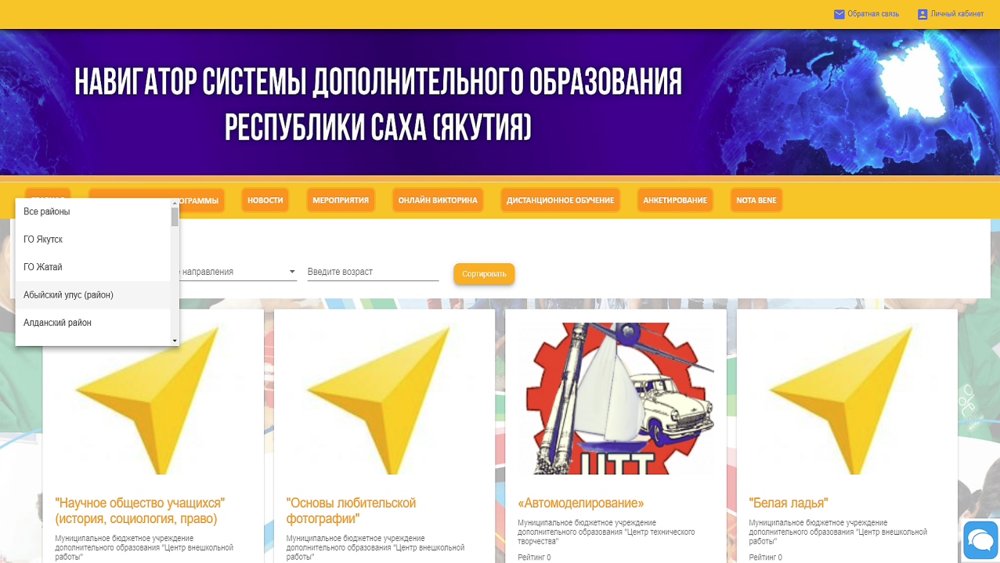 Обратная связь
Личный кабинет
НАВИГАТОР СИСТЕМЫ ДОПОЛНИТЕЛЬНОГО ОБРАЗОВАНИЯ
РЕСПУБЛИКИ САХА (ЯКУТИЯ)
НОВОСТИ
МЕРОПРИЯТИЯ
ОНЛАЙН ВИКТОРИНА
ДИСТАНЦИОННОЕ ОБУЧЕНИЕ
АНКЕТИРОВАНИЕ
NOTA BENE
Все районы
ГО Якутск
ГО Жатай
Абыйский улус (район)
Алданский район
направления
Введите возраст
Сортировать
"Научное общество учащихся"
(история, социология, право)
Муниципальное бюджетное учреждение
дополнительного образования "Центр внешкольной
работы"
"Основы любительской
фотографии"
Муниципальное бюджетное учреждение
дополнительного образования "Центр внешкольной
работы"
ЦТТ
«Автомоделирование»
Муниципальное бюджетное учреждение
дополнительного образования "Центр технического
творчества"
Рейтинг 0
"Белая ладья"
Муниципальное бюджетное учреждение
дополнительного образования "Центр внешкольной
работы"
Рейтинг 0